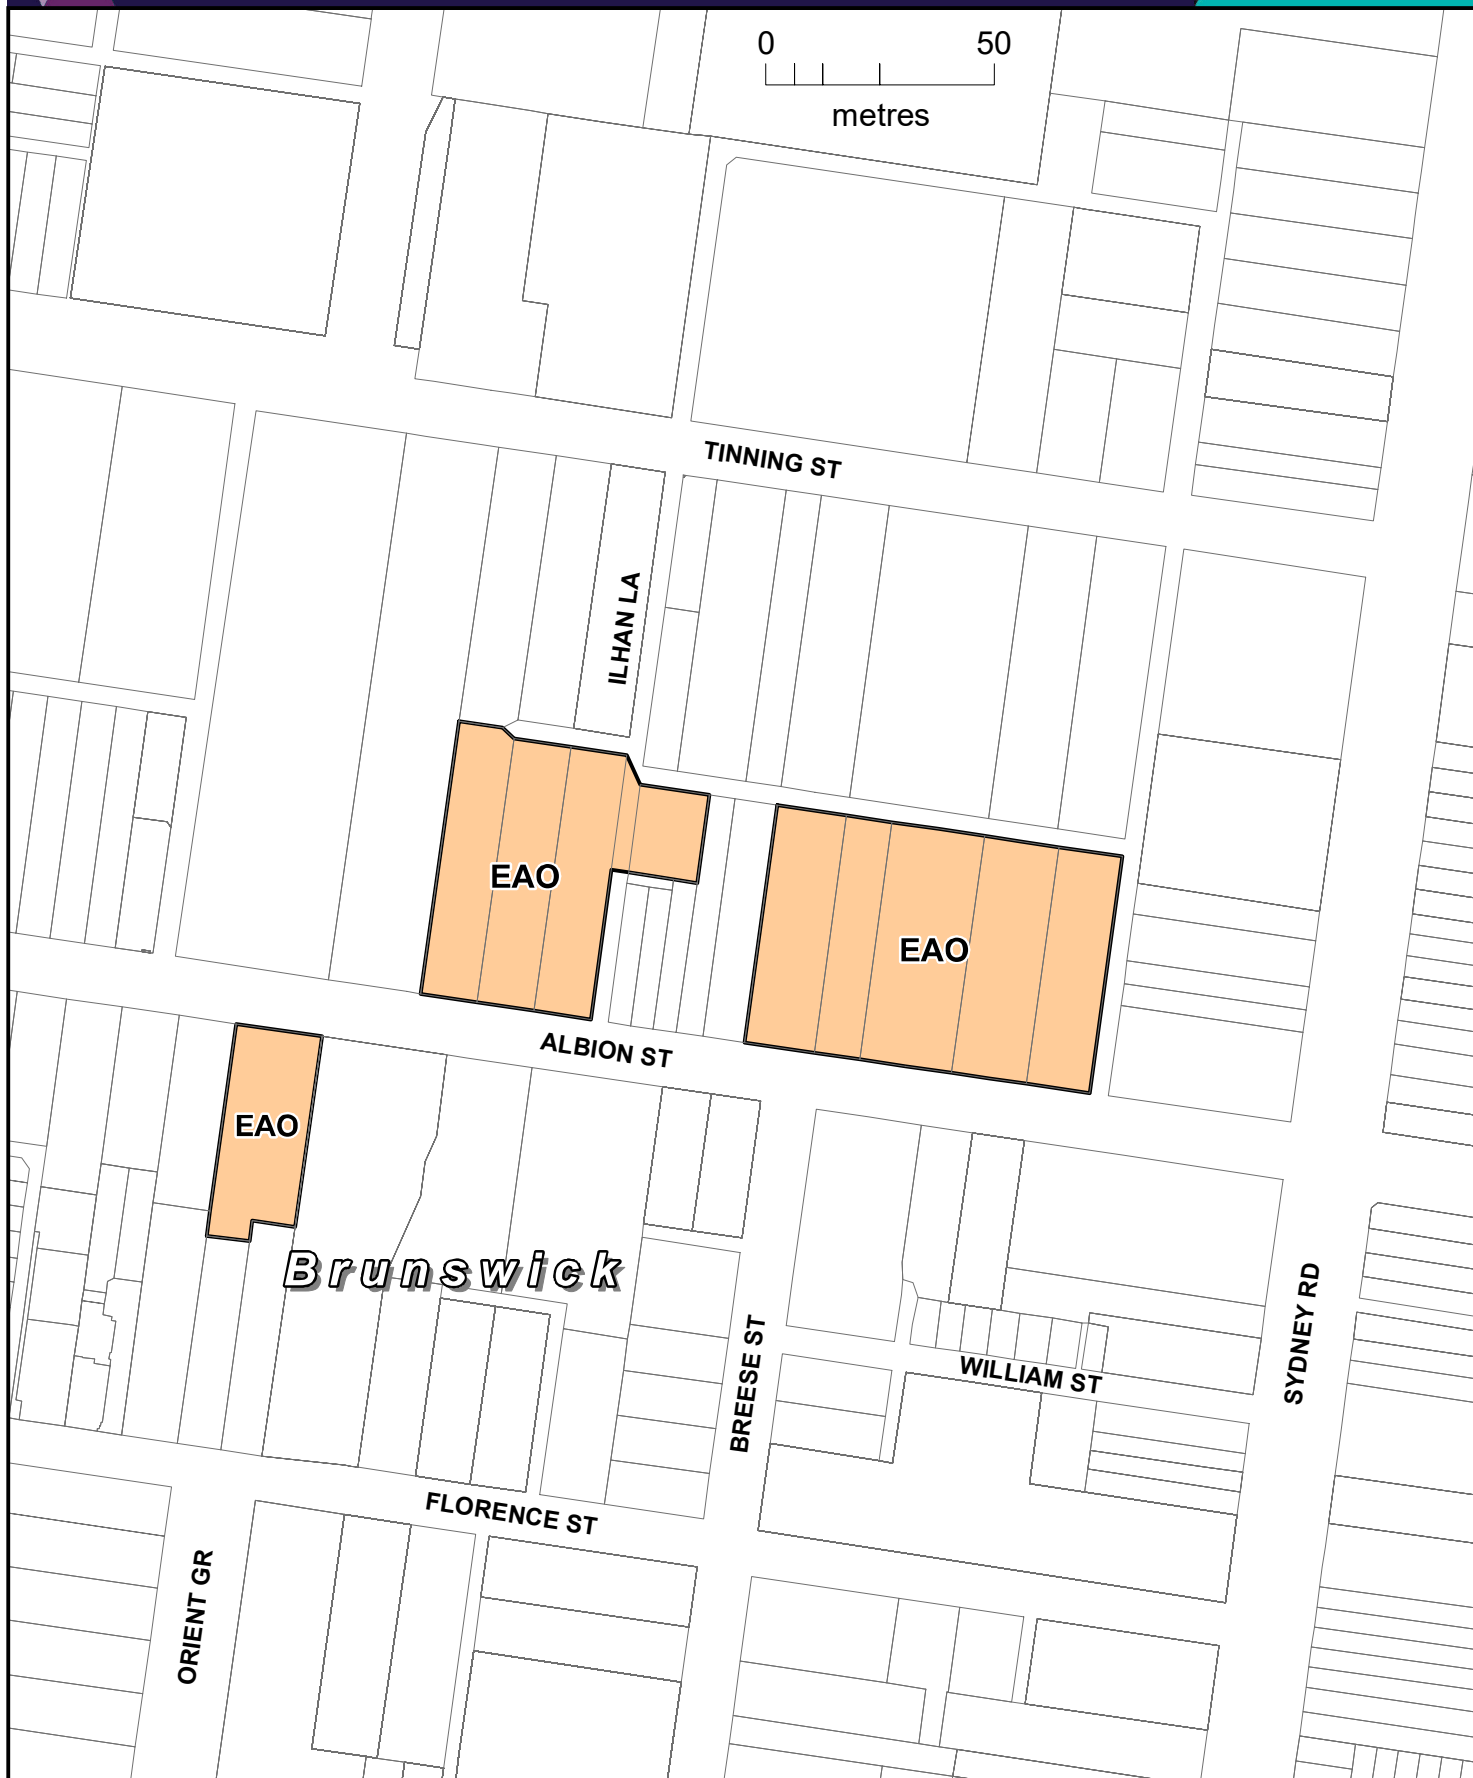 0 50
metres
TINNING ST
ILHAN LA
EAO
EAO
ALBION ST
EAO
Brunswick
BREESE ST
WILLIAM ST
SYDNEY RD
FLORENCE ST
ORIENT GR